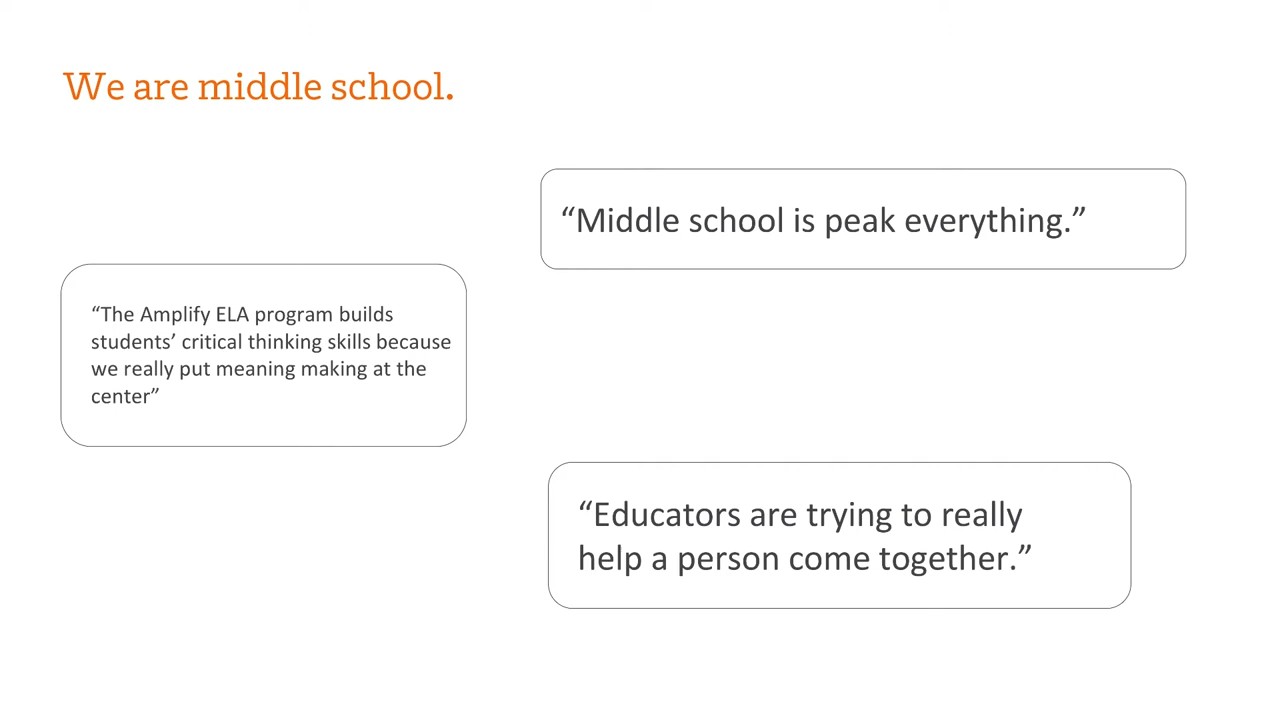 We are middle school.
“Middle school is peak everything.”
“The Amplify ELA program builds
students’ critical thinking skills because
we really put meaning making at the
center”
“Educators are trying to really
help a person come together.”